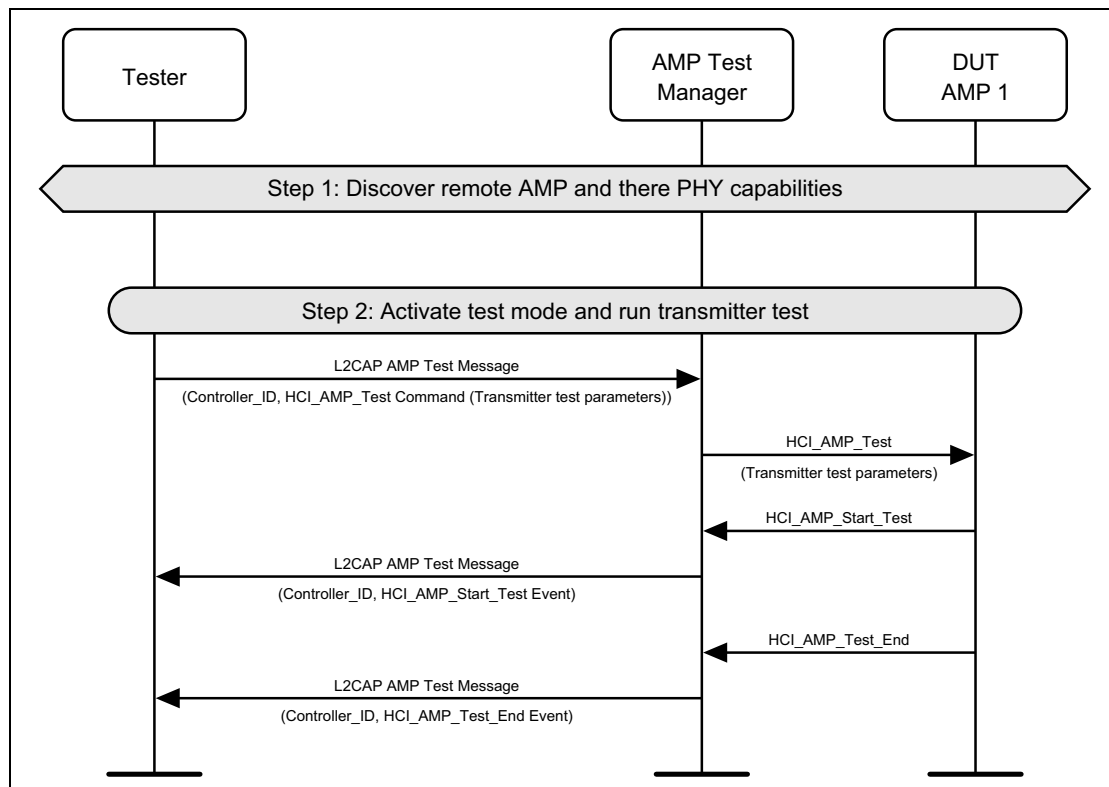 Tester
AMP Test
Manager
DUT
AMP 1
Step 1: Discover remote AMP and there PHY capabilities
Step 2: Activate test mode and run transmitter test
L2CAP AMP Test Message
(Controller_ID, HCI_AMP_Test Command (Transmitter test parameters))
HCI_AMP_Test
(Transmitter test parameters)
HCI_AMP_Start_Test
L2CAP AMP Test Message
(Controller_ID, HCI_AMP_Start_Test Event)
HCI_AMP_Test_End
L2CAP AMP Test Message
(Controller_ID, HCI_AMP_Test_End Event)